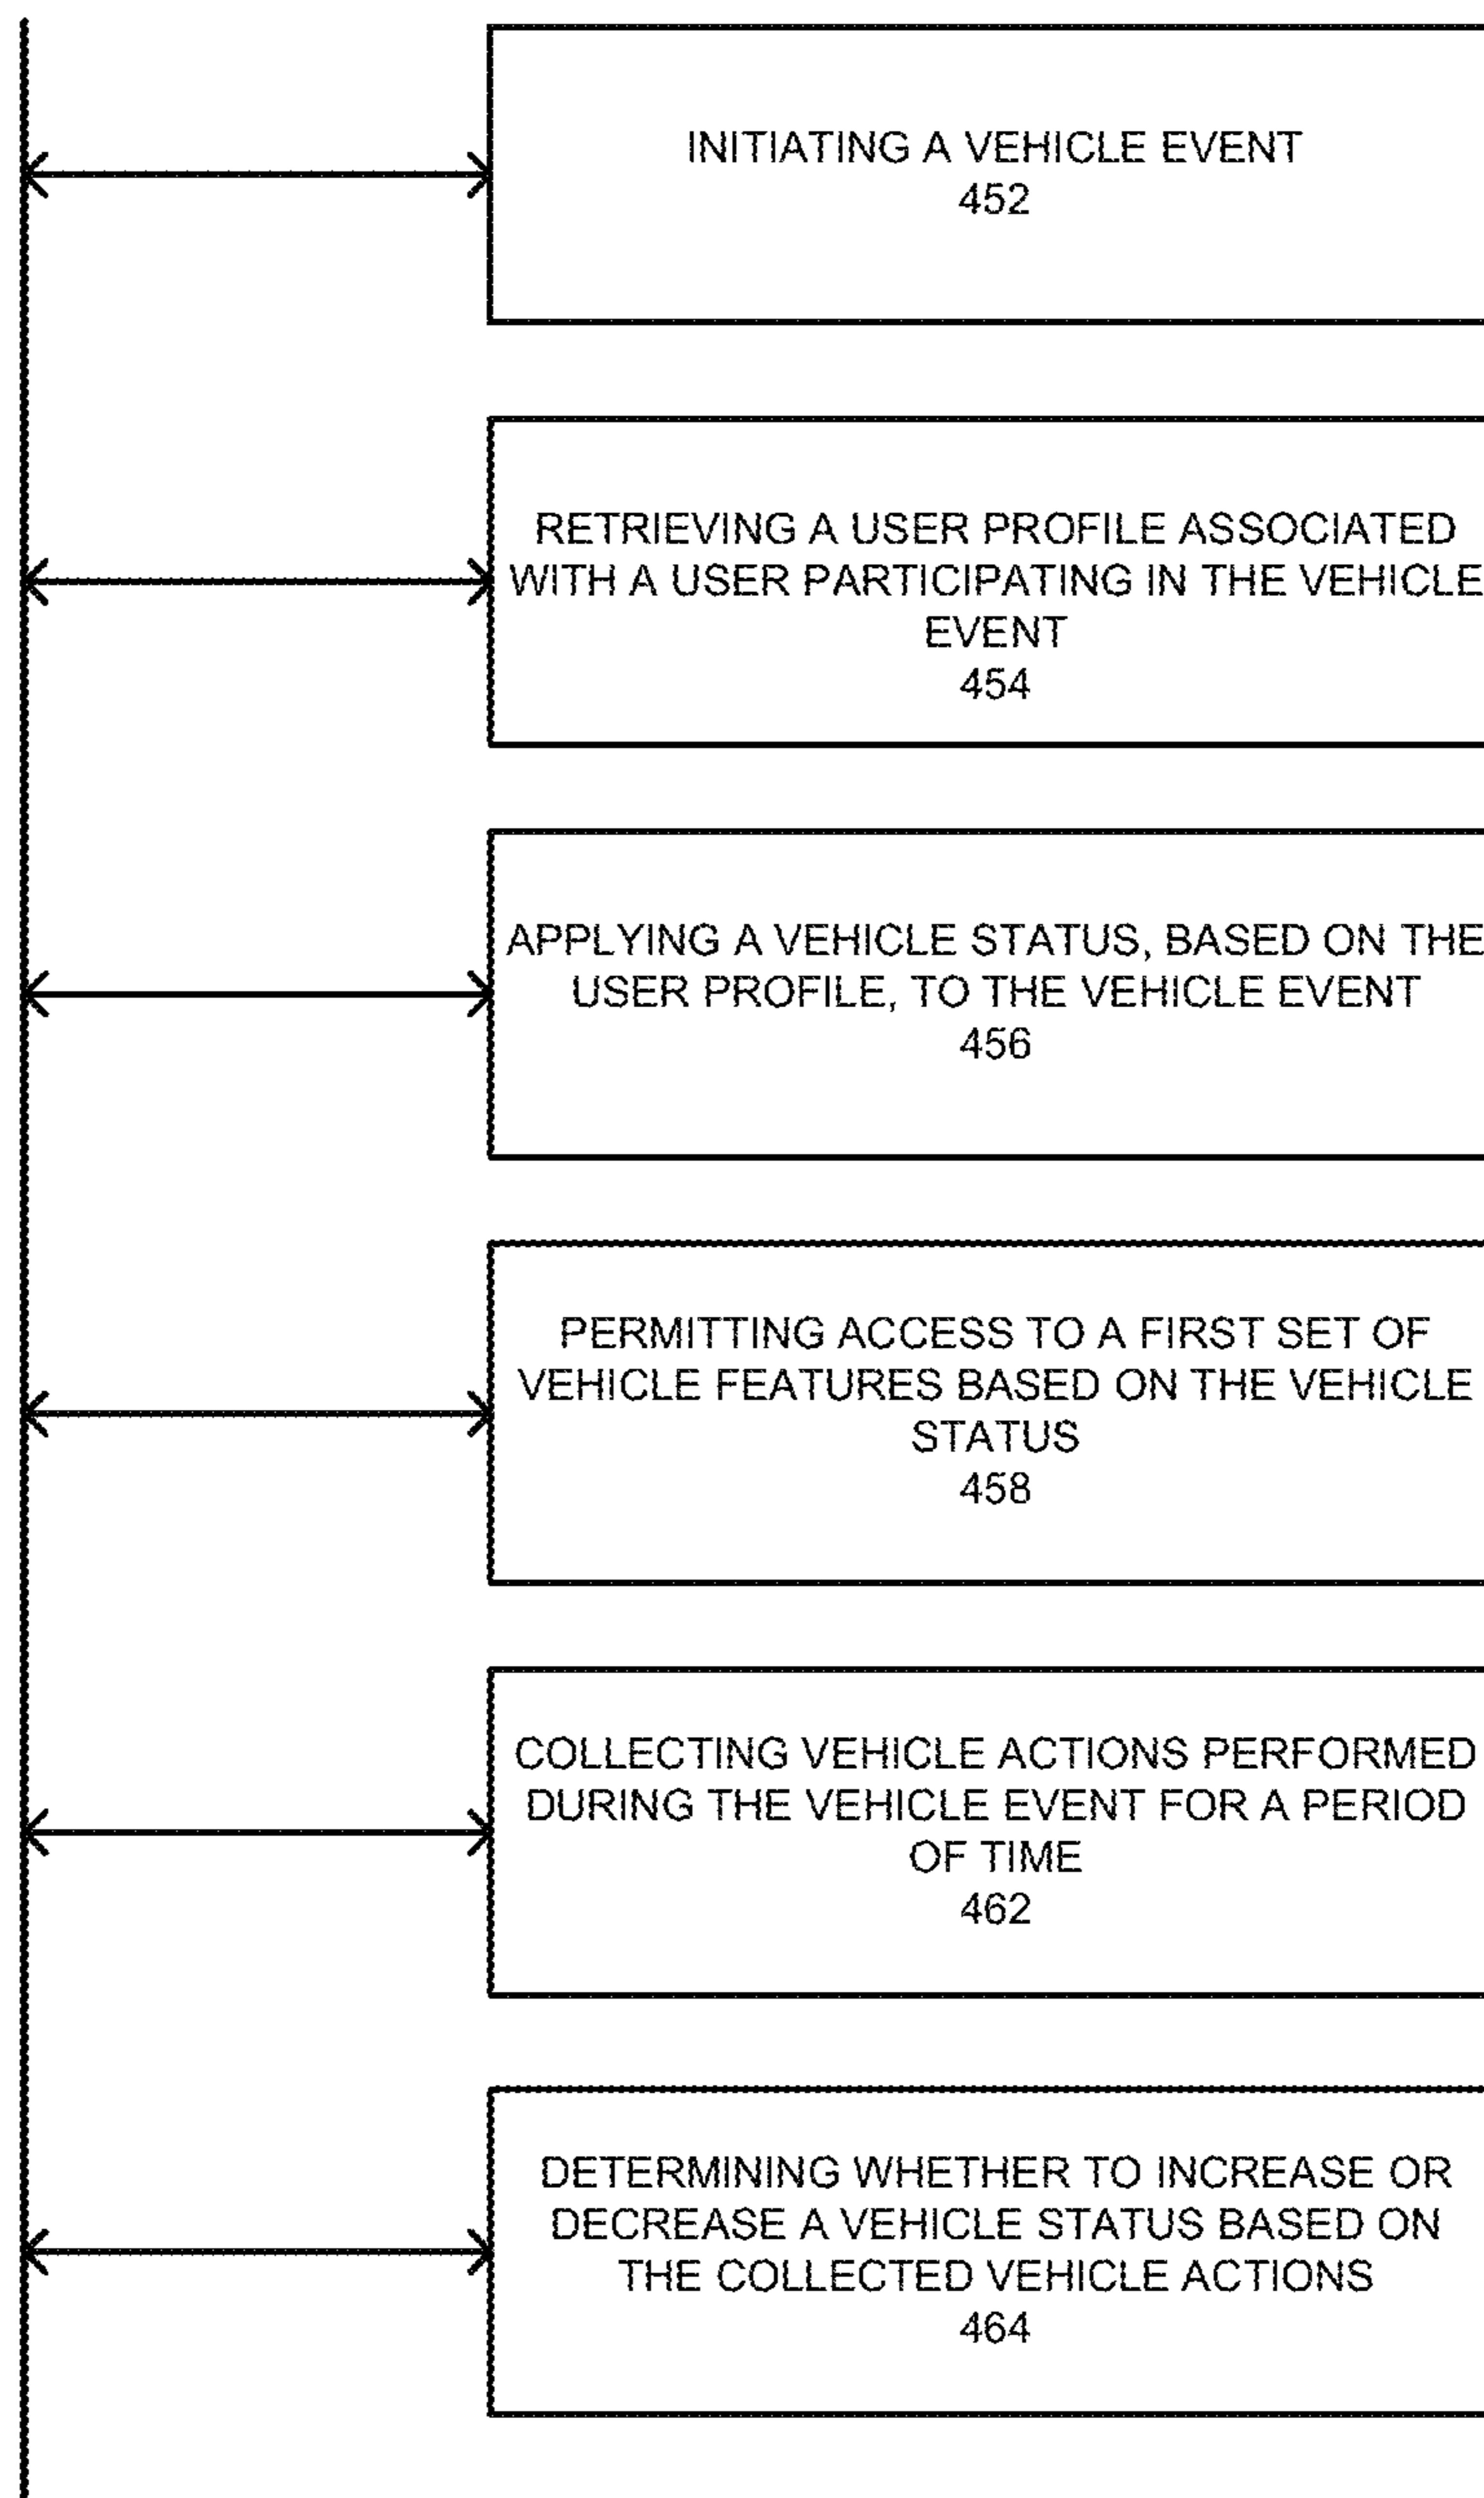 INITIATING A VEHICLE EVENT
452
RETRIEVING A USER PROFILE ASSOCIATED
WITH A USER PARTICIPATING IN THE VEHICLE
EVENT
454
APPLYING A VEHICLE STATUS, BASED ON THE
USER PROFILE, TO THE VEHICLE EVENT
456
PERMITTING ACCESS TO A FIRST SET OF
VEHICLE FEATURES BASED ON THE VEHICLE
STATUS
458
COLLECTING VEHICLE ACTIONS PERFORMED
DURING THE VEHICLE EVENT FOR A PERIOD
OF TIME
462
DETERMINING WHETHER TO INCREASE OR
DECREASE A VEHICLE STATUS BASED ON
THE COLLECTED VEHICLE ACTIONS
464